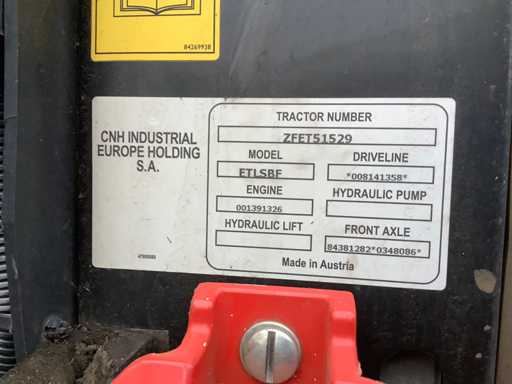 84269938
CNH INDUSTRIAL
EUROPE HOLDING
S.A.
TRACTOR NUMBER
ZFET51529
MODEL
DRIVELINE
ETLSBF
*008141358*
ENGINE
HYDRAULIC PUMP
001391326
HYDRAULIC LIFT
FRONT AXLE
84381282*0348086*
Made in Austria